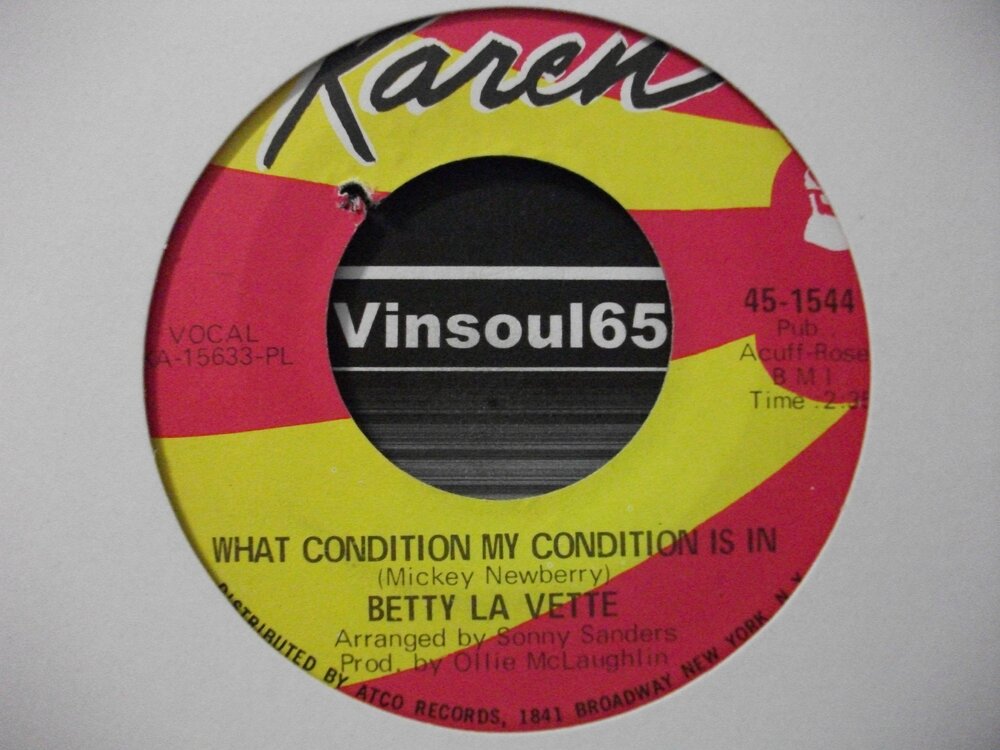 Karen
Vinsoul65
VOCAL
A-15633-PL
45-1544
Pub.
Acuff-Rose
BMI
Time :2:35
WHAT CONDITION MY CONDITION IS IN
(Mickey Newberry)
BETTY LA VETTE
Arranged by Sonny Sanders
Prod. by Ollie McLaughlin
DISTRIBUTED BY ATCO RECORDS, 1841 BROADWAY NEW YORK N.Y.